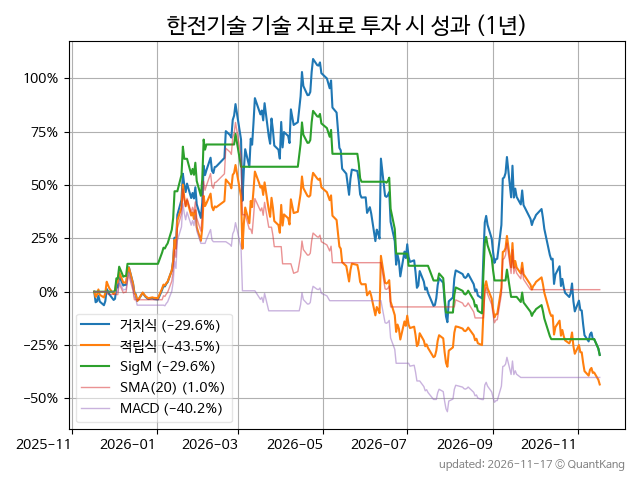 한전기술 기술 지표로 투자 시 성과 (1년)
100%
75%
50%
25%
0%
−25%
−50%
거치식 (−29.6%)
적립식 (−43.5%)
SigM (−29.6%)
SMA(20) (1.0%)
MACD (−40.2%)
2025−11 2026−01 2026−03 2026−05 2026−07 2026−09 2026−11
updated: 2026-11-17 © QuantKang